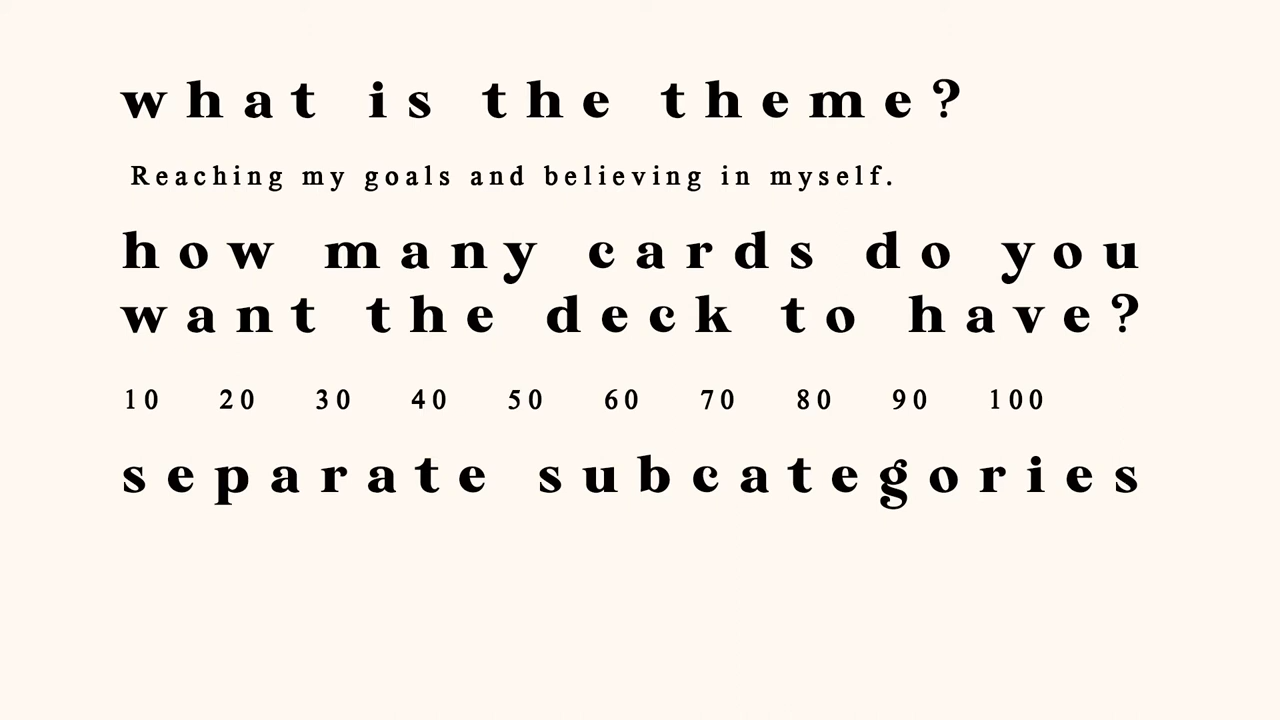 what is the theme?
Reaching my goals and believing in myself.
how many cards do you
want the deck to have?
10 20 30 40 50 60 70 80 90 100
separate subcategories